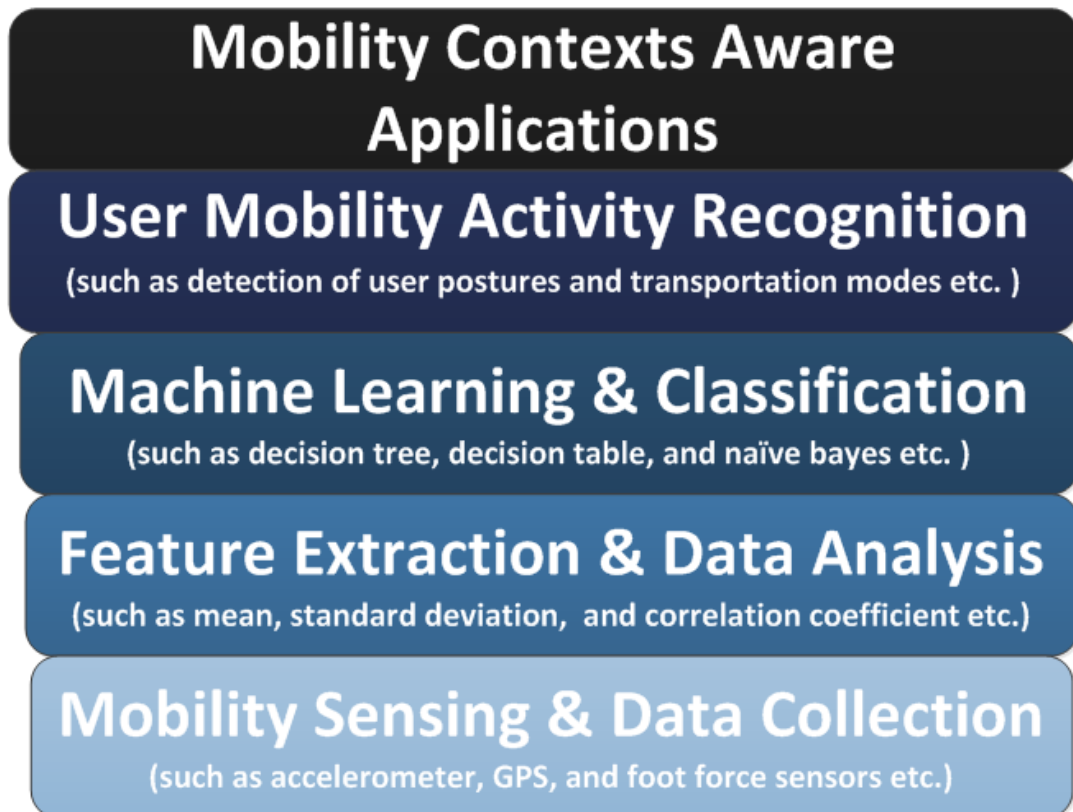 Mobility Contexts Aware
Applications
User Mobility Activity Recognition
(such as detection of user postures and transportation modes etc. )
Machine Learning & Classification
(such as decision tree, decision table, and naïve bayes etc. )
Feature Extraction & Data Analysis
(such as mean, standard deviation,  and correlation coefficient etc.)
Mobility Sensing & Data Collection
(such as accelerometer, GPS, and foot force sensors etc.)